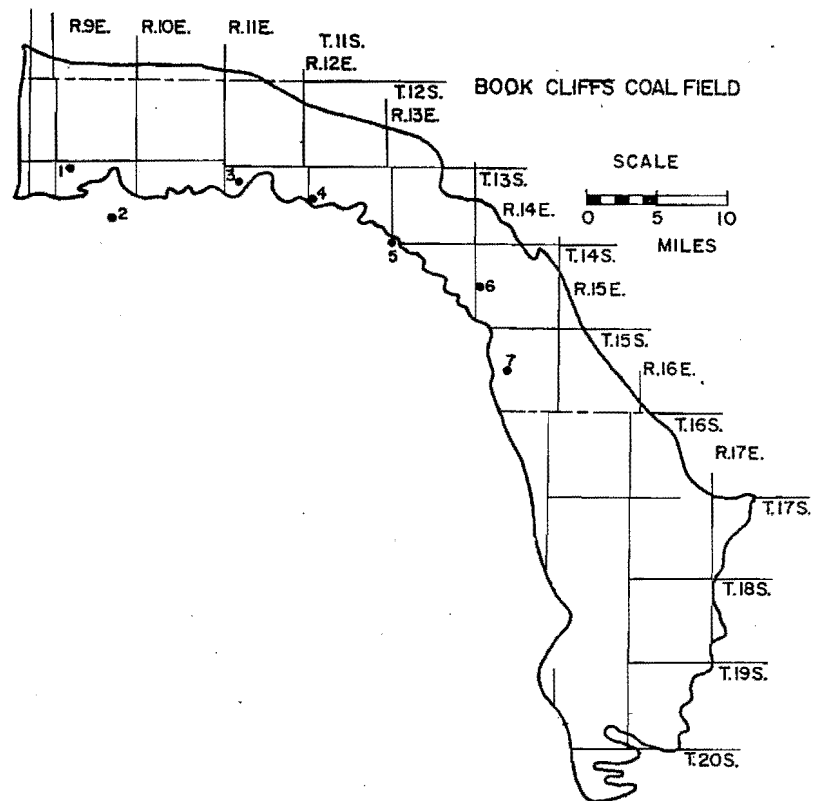 R.9E. R.10E. R.11E. T.11S.
R.12E.
BOOK CLIFFS COAL FIELD
T.12S.
R.13E.
SCALE
0 5 10
MILES
1
2
3
4
T.13S.
R.14E.
5
T.14S.
6
R.15E.
T.15S.
7
R.16E.
T.16S.
R.17E.
T.17S.
T.18S.
T.19S.
T.20S.